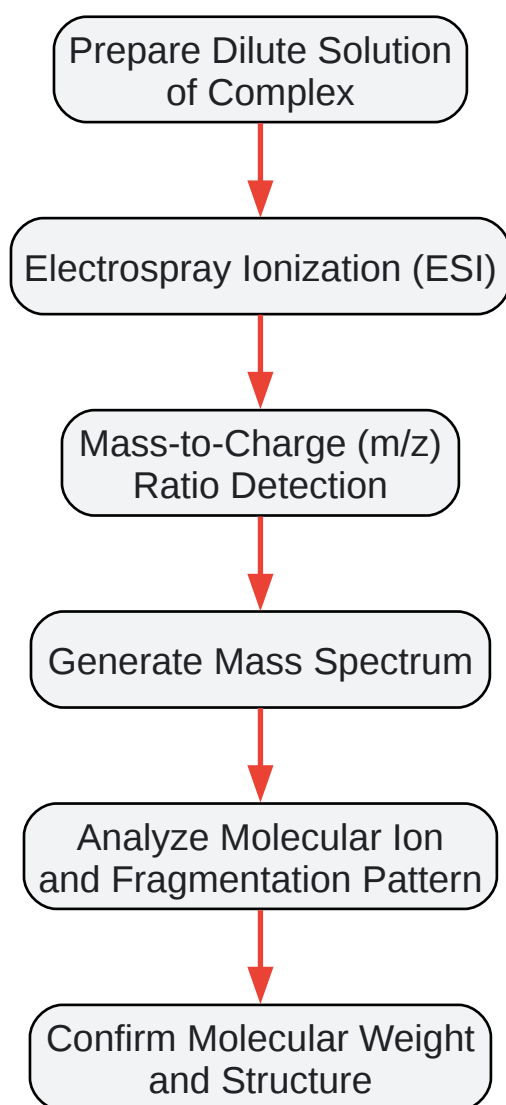 Prepare Dilute Solution
of Complex
Electrospray Ionization (ESI)
Mass-to-Charge (m/z)
Ratio Detection
Generate Mass Spectrum
Analyze Molecular Ion
and Fragmentation Pattern
Confirm Molecular Weight
and Structure